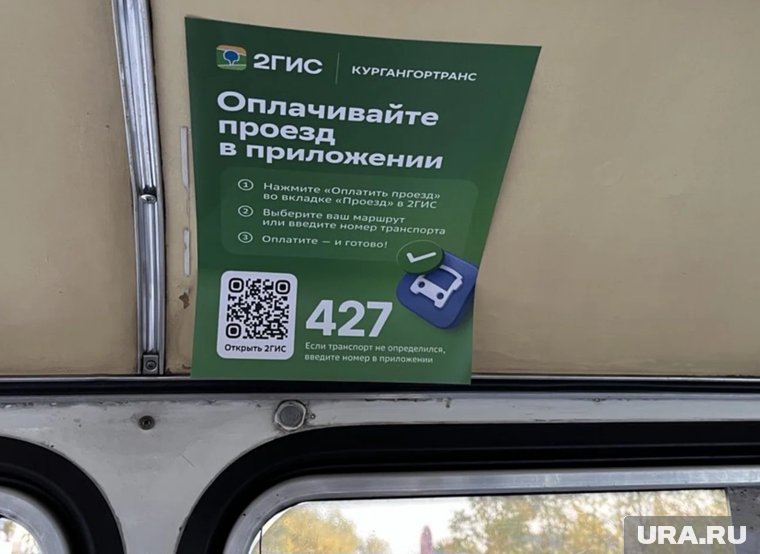 2ГИС
КУРГАНГОРТРАНС
Оплачивайте
проезд
в приложении
1 Нажмите «Оплатить проезд»
во вкладке «Проезд» в 2ГИС
2 Выберите ваш маршрут
или введите номер транспорта
3 Оплатите — и готово!
Открыть 2ГИС
427
Если транспорт не определился,
введите номер в приложении
URA.RU